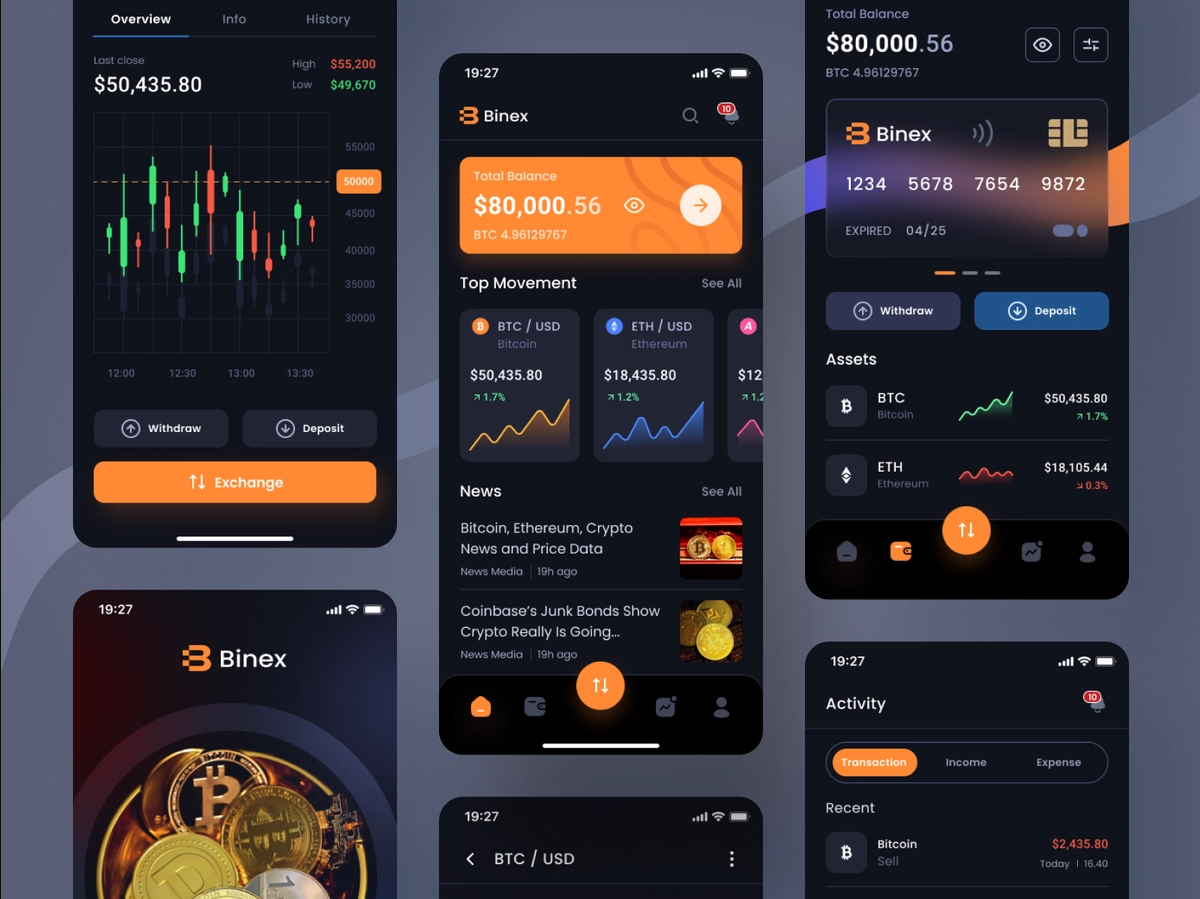 Overview Info History
Last close
$50,435.80
High $55,200
Low $49,670
55000
50000
45000
40000
35000
30000
12:00 12:30 13:00 13:30
Withdraw Deposit
Exchange
19:27
Binex
BITCOIN
19:27
Binex
10
Total Balance
$80,000.56
BTC 4.96129767
Top Movement See All
BTC / USD
Bitcoin
$50,435.80
1.7%
ETH / USD
Ethereum
$18,435.80
1.2%
A
$12
1.2
News See All
Bitcoin, Ethereum, Crypto
News and Price Data
News Media | 19h ago
Coinbase's Junk Bonds Show
Crypto Really Is Going...
News Media | 19h ago
19:27
BTC / USD
Total Balance
$80,000.56
BTC 4.96129767
Binex
1234 5678 7654 9872
EXPIRED 04/25
Withdraw Deposit
Assets
BTC
Bitcoin
$50,435.80
1.7%
ETH
Ethereum
$18,105.44
0.3%
19:27
Activity
10
Transaction Income Expense
Recent
Bitcoin
Sell
$2,435.80
Today | 16.40